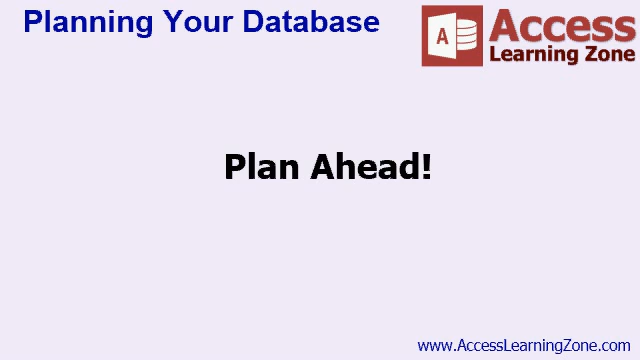 Planning Your Database
A
Access
Learning Zone
Plan Ahead!
www.AccessLearningZone.com